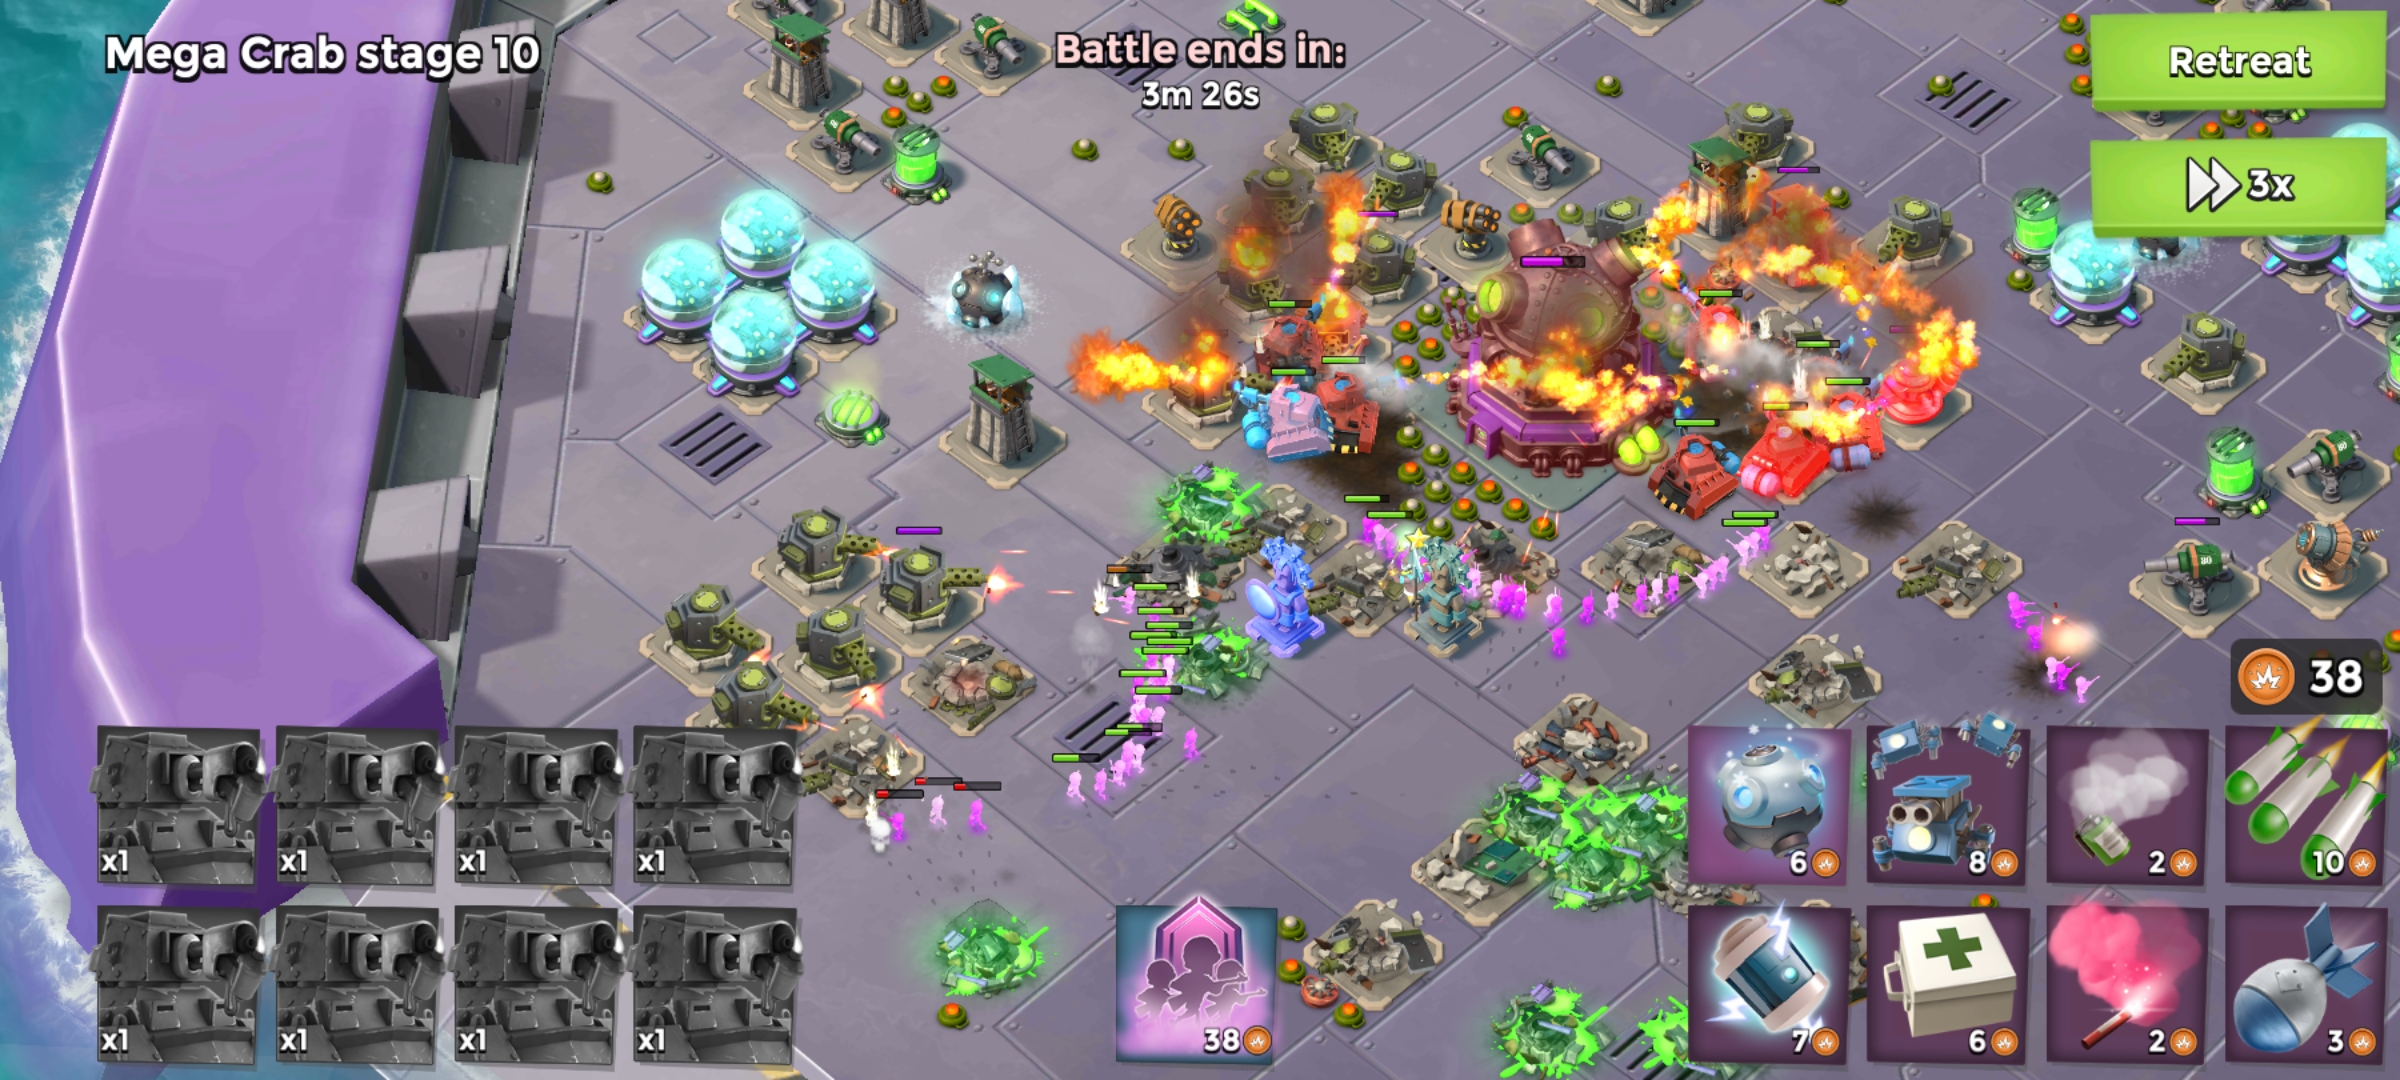 Mega Crab stage 10
Battle ends in:
3m 26s
Retreat
3x
38
x1
x1
x1
x1
6
8
2
10
x1
x1
x1
x1
38
7
6
2
3